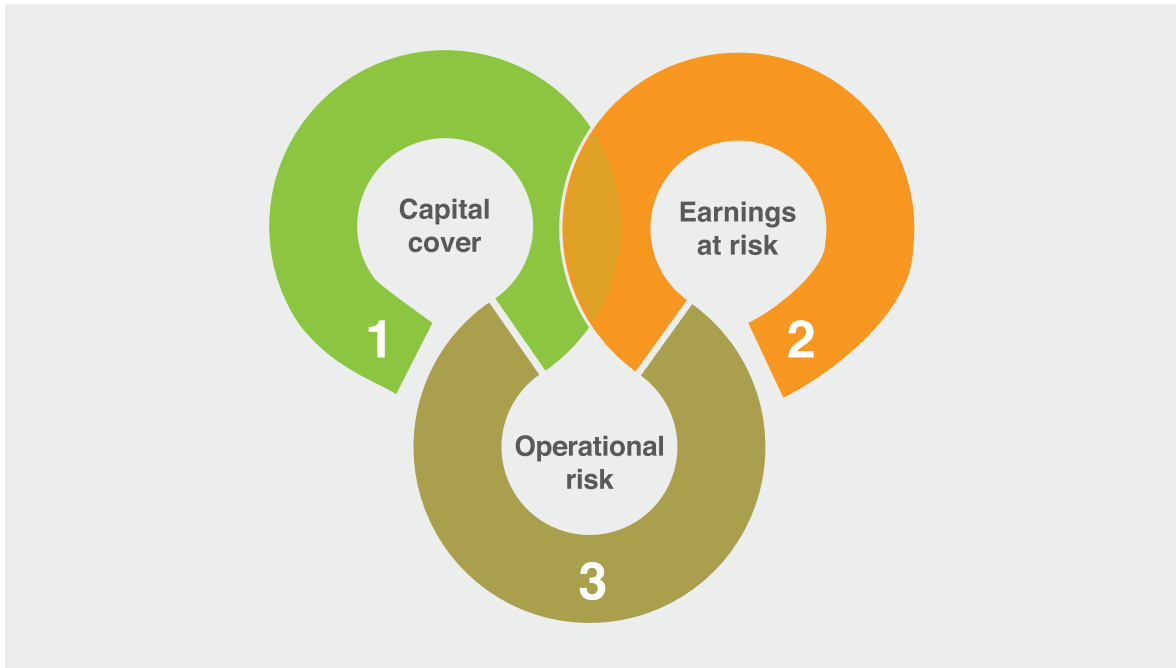 Capital
cover
1
Earnings
at risk
2
Operational
risk
3